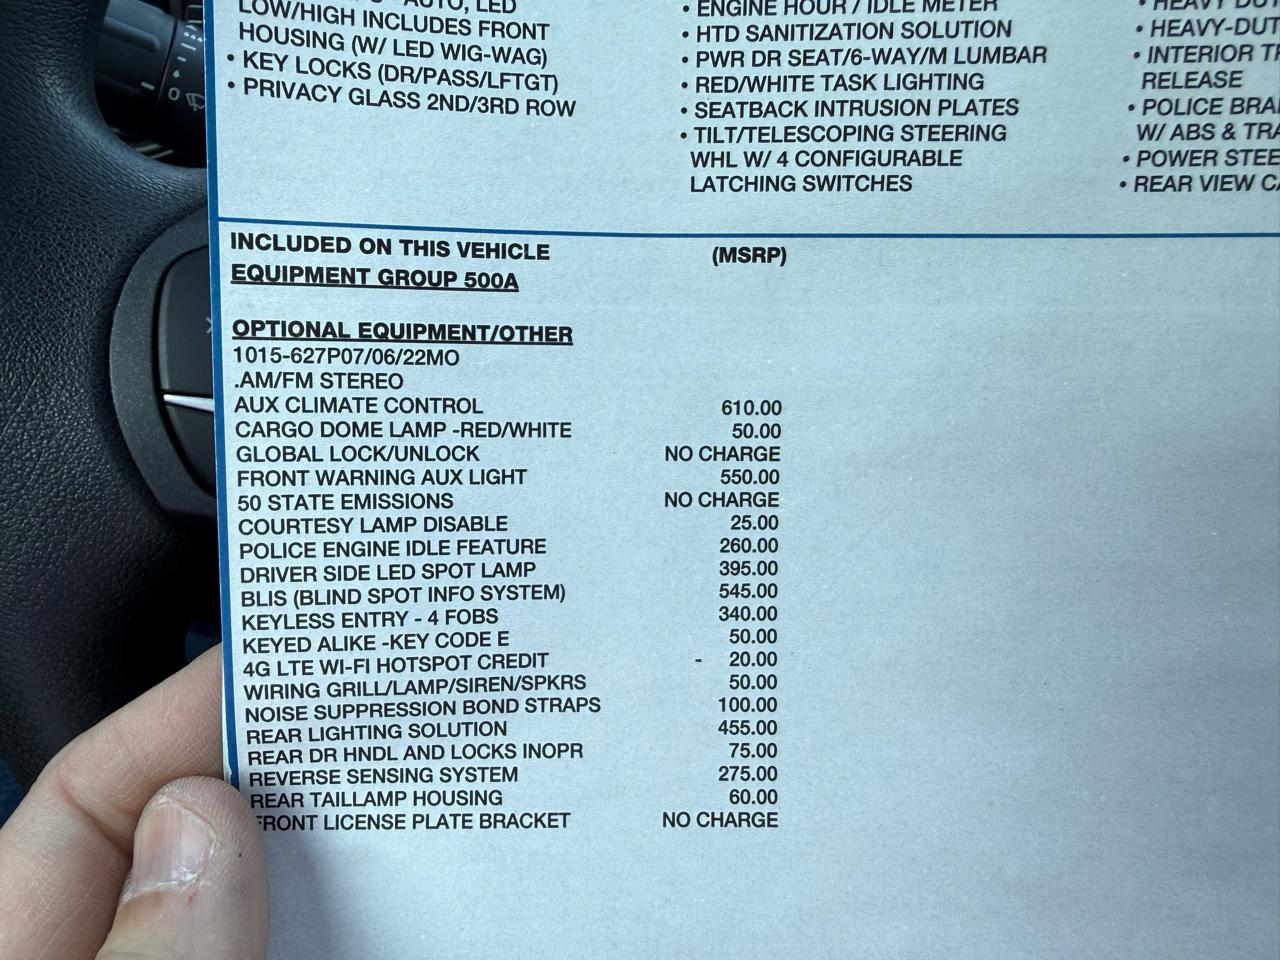 AUTO, LED
LOW/HIGH INCLUDES FRONT
HOUSING (W/ LED WIG-WAG)
• KEY LOCKS (DR/PASS/LFTGT)
• PRIVACY GLASS 2ND/3RD ROW
• ENGINE HOUR / IDLE METER
• HTD SANITIZATION SOLUTION
• PWR DR SEAT/6-WAY/M LUMBAR
• RED/WHITE TASK LIGHTING
• SEATBACK INTRUSION PLATES
• TILT/TELESCOPING STEERING
WHL W/ 4 CONFIGURABLE
LATCHING SWITCHES
• HEAVY
• HEAVY-DUT
• INTERIOR
RELEASE
• POLICE
W/ ABS &
• POWER
• REAR VIEW
INCLUDED ON THIS VEHICLE (MSRP)
EQUIPMENT GROUP 500A
OPTIONAL EQUIPMENT/OTHER
1015-627P07/06/22MO
.AM/FM STEREO
AUX CLIMATE CONTROL 610.00
CARGO DOME LAMP -RED/WHITE 50.00
GLOBAL LOCK/UNLOCK NO CHARGE
FRONT WARNING AUX LIGHT 550.00
50 STATE EMISSIONS NO CHARGE
COURTESY LAMP DISABLE 25.00
POLICE ENGINE IDLE FEATURE 260.00
DRIVER SIDE LED SPOT LAMP 395.00
BLIS (BLIND SPOT INFO SYSTEM) 545.00
KEYLESS ENTRY - 4 FOBS 340.00
KEYED ALIKE -KEY CODE E 50.00
4G LTE WI-FI HOTSPOT CREDIT - 20.00
WIRING GRILL/LAMP/SIREN/SPKRS 50.00
NOISE SUPPRESSION BOND STRAPS 100.00
REAR LIGHTING SOLUTION 455.00
REAR DR HNDL AND LOCKS INOPR 75.00
REVERSE SENSING SYSTEM 275.00
REAR TAILLAMP HOUSING 60.00
FRONT LICENSE PLATE BRACKET NO CHARGE